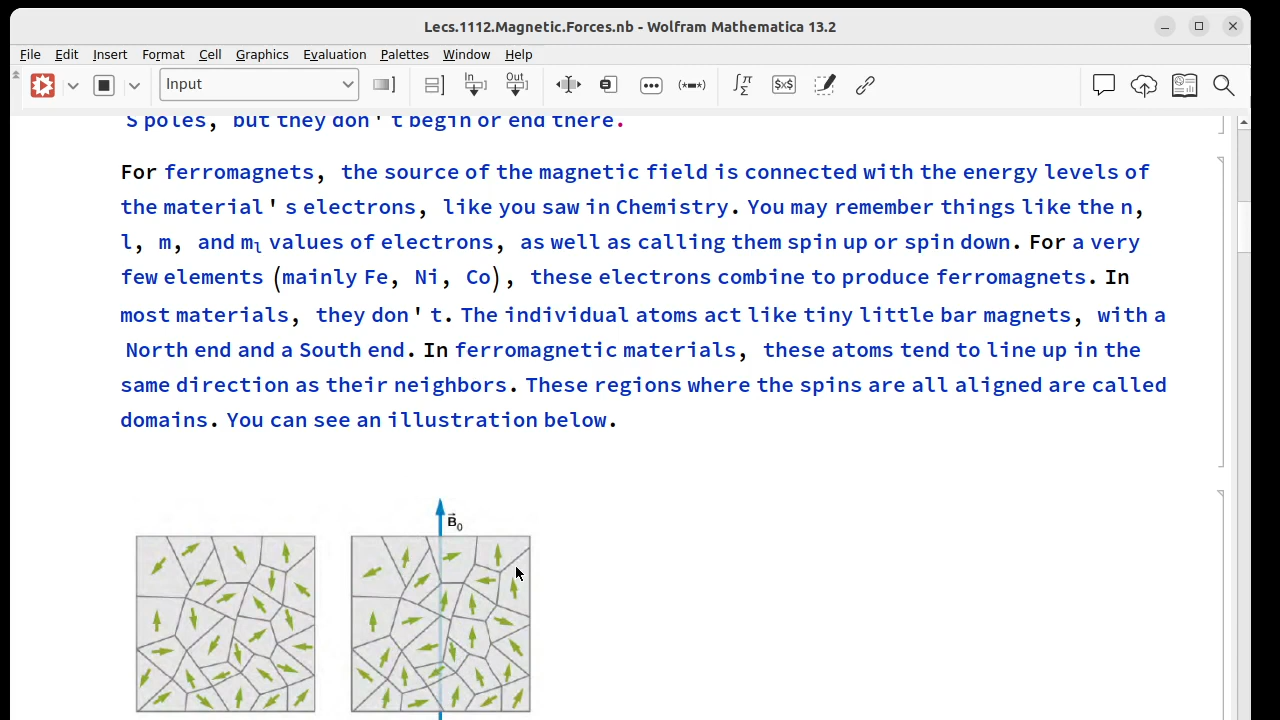 Lecs.1112.Magnetic.Forces.nb - Wolfram Mathematica 13.2
File Edit Insert Format Cell Graphics Evaluation Palettes Window Help
Input In Out
S poles, but they don't begin or end there.
For ferromagnets, the source of the magnetic field is connected with the energy levels of
the material's electrons, like you saw in Chemistry. You may remember things like the n,
l, m, and mₗ values of electrons, as well as calling them spin up or spin down. For a very
few elements (mainly Fe, Ni, Co), these electrons combine to produce ferromagnets. In
most materials, they don't. The individual atoms act like tiny little bar magnets, with a
North end and a South end. In ferromagnetic materials, these atoms tend to line up in the
same direction as their neighbors. These regions where the spins are all aligned are called
domains. You can see an illustration below.
B⃗₀